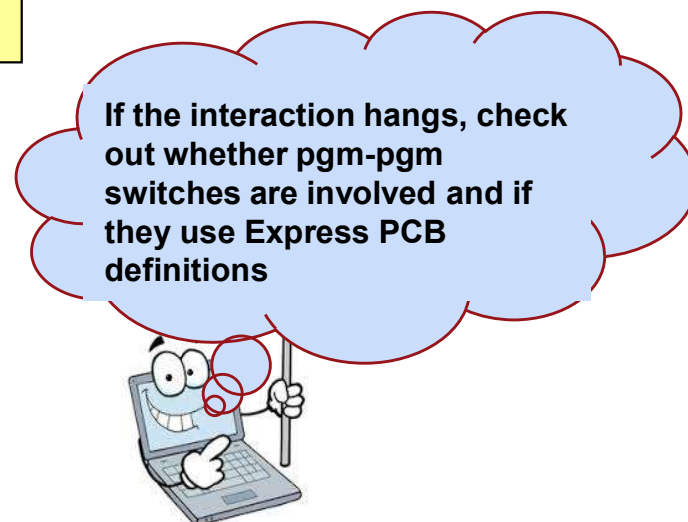 If the interaction hangs, check
out whether pgm-pgm
switches are involved and if
they use Express PCB
definitions